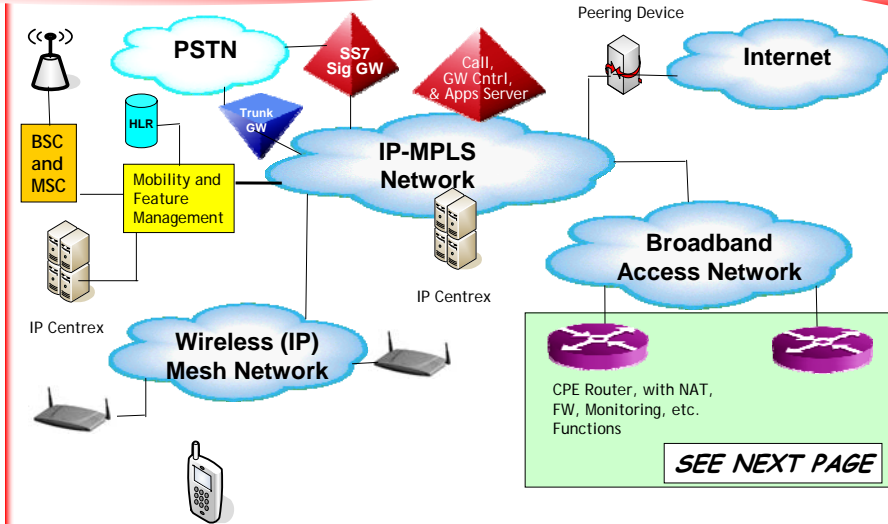 Peering Device
PSTN
SS7
Sig GW
Call,
GW Cntrl,
& Apps Server
Internet
HLR
Trunk
GW
BSC
and
MSC
Mobility and
Feature
Management
IP-MPLS
Network
Broadband
Access Network
IP Centrex
IP Centrex
Wireless (IP)
Mesh Network
CPE Router, with NAT,
FW, Monitoring, etc.
Functions
SEE NEXT PAGE